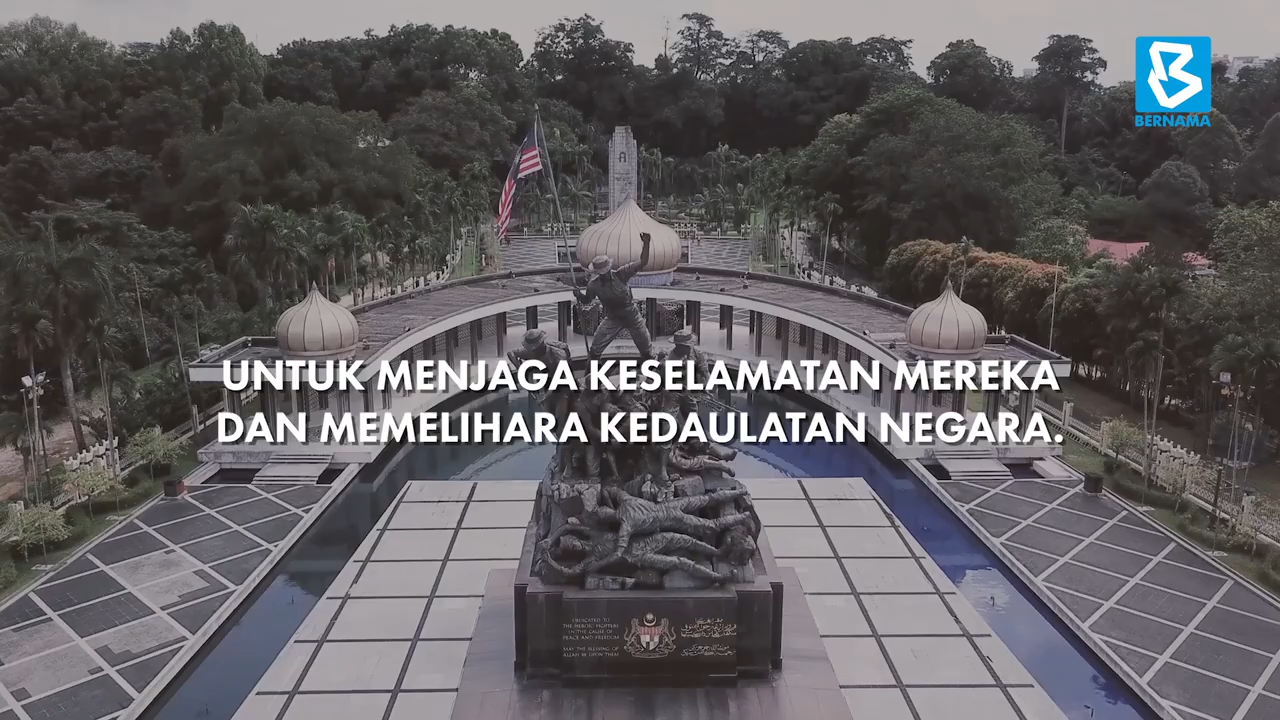 BERNAMA
UNTUK MENJAGA KESELAMATAN MEREKA
DAN MEMELIHARA KEDAULATAN NEGARA.
DEDICATED TO
THE HEROIC FIGHTERS
IN THE CAUSE OF
PEACE AND FREEDOM
MAY THE BLESSING OF
ALLAH BE UPON THEM